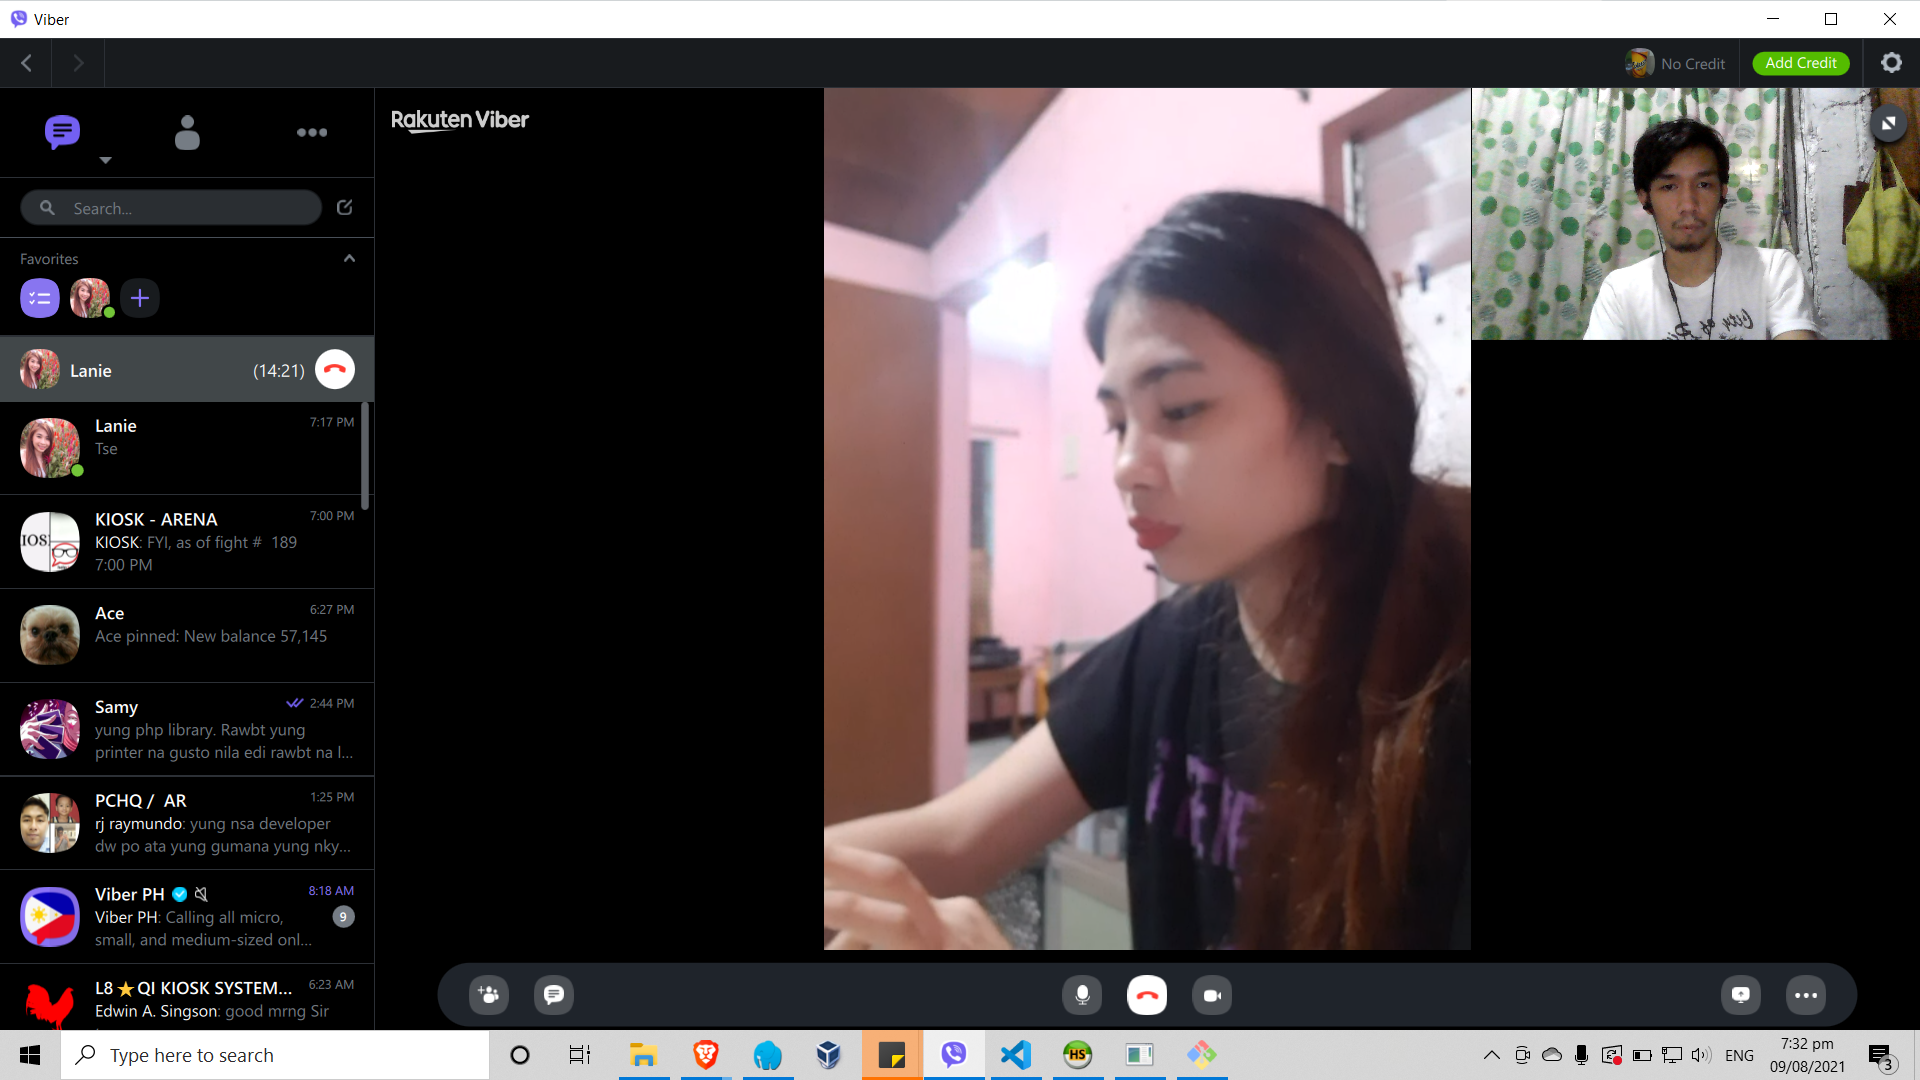 Viber
No Credit
Add Credit
Rakuten Viber
Search...
Favorites
Lanie (14:21)
Lanie 7:17 PM
Tse
KIOSK - ARENA 7:00 PM
KIOSK: FYI, as of fight # 189
7:00 PM
IOS
Ace 6:27 PM
Ace pinned: New balance 57,145
Samy 2:44 PM
yung php library. Rawbt yung
printer na gusto nila edi rawbt na l...
PCHQ / AR 1:25 PM
rj raymundo: yung nsa developer
dw po ata yung gumana yung nky...
Viber PH 8:18 AM
Viber PH: Calling all micro, 9
small, and medium-sized onl...
L8⭐QI KIOSK SYSTEM... 6:23 AM
Edwin A. Singson: good mrng Sir
City of
Type here to search
HS
ENG
7:32 pm
09/08/2021
3